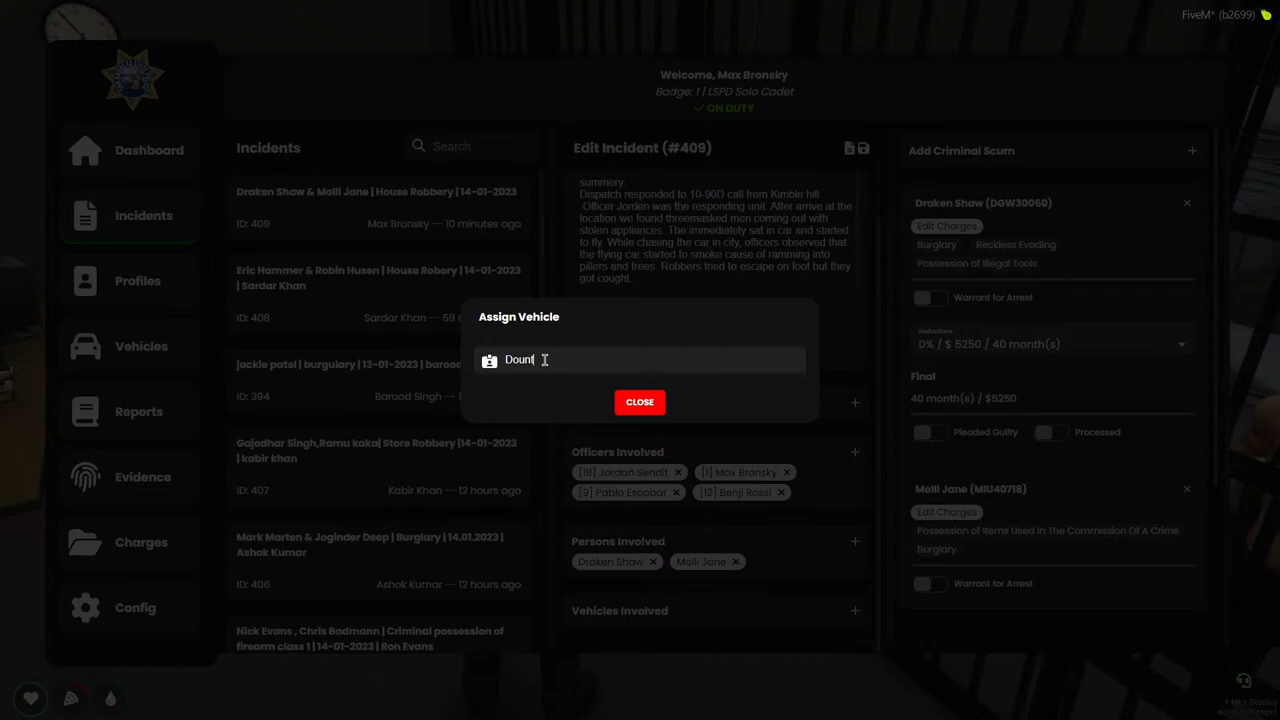 FiveM* (b2699)
Welcome, Max Bronsky
Badge: 1 | LSPD Solo Cadet
✓ ON DUTY
Dashboard
Incidents
Profiles
Vehicles
Reports
Evidence
Charges
Config
Incidents
Search
Draken Shaw & Molli Jane | House Robbery | 14-01-2023
ID: 409
Max Bronsky -- 10 minutes ago
Eric Hammer & Robin Husen | House Robery | 14-01-2023
| Sardar Khan
ID: 408
Sardar Khan -- 59 m
jackie patel | burgulary | 13-01-2023 | baroo
ID: 394
Barood Singh --
Gajodhar Singh,Ramu kaka| Store Robbery |14-01-2023
| kabir khan
ID: 407
Kabir Khan -- 12 hours ago
Mark Marten & Joginder Deep | Burglary | 14.01.2023 |
Ashok Kumar
ID: 406
Ashok Kumar -- 12 hours ago
Nick Evans , Chris Badmann | Criminal possession of
firearm class 1 | 14-01-2023 | Ron Evans
Edit Incident (#409)
summery:
Dispatch responded to 10-90D call from Kimble hill
.Officer Jorden was the responding unit. After arrive at the
location we found threemasked men coming out with
stolen appliances. The immediately sat in car and started
to fly. While chasing the car in city, officers observed that
the flying car started to smoke cause of ramming into
pillers and trees. Robbers tried to escape on foot but they
got cought.
Assign Vehicle
Dount
CLOSE
Officers Involved
[18] Jordan Sendit
[1] Max Bronsky
[9] Pablo Escobar
[12] Benji Rossi
Persons Involved
Draken Shaw
Molli Jane
Vehicles Involved
Add Criminal Scum
Draken Shaw (DGW30050)
Edit Charges
Burglary Reckless Evading
Possession of Illegal Tools
Warrant for Arrest
Reductions
0% / $ 5250 / 40 month(s)
Final
40 month(s) / $5250
Pleaded Guilty
Processed
Molli Jane (MIU40718)
Edit Charges
Possession of Items Used In The Commission Of A Crime
Burglary
Warrant for Arrest
1 Mhz [Radio]
Normal [Range]